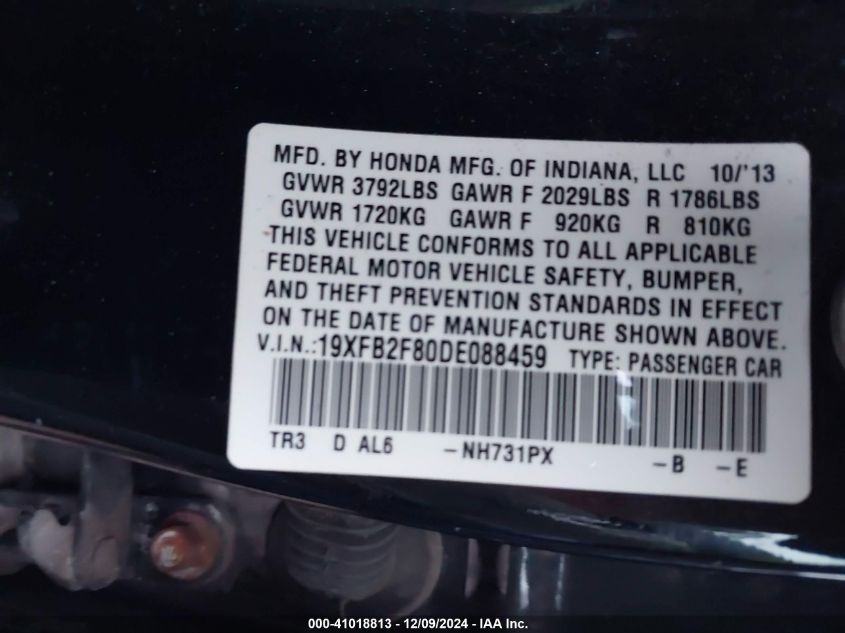 MFD. BY HONDA MFG. OF INDIANA, LLC 10/'13
GVWR 3792LBS GAWR F 2029LBS R 1786LBS
GVWR 1720KG GAWR F 920KG R 810KG
THIS VEHICLE CONFORMS TO ALL APPLICABLE
FEDERAL MOTOR VEHICLE SAFETY, BUMPER,
AND THEFT PREVENTION STANDARDS IN EFFECT
ON THE DATE OF MANUFACTURE SHOWN ABOVE.
V.I.N.:19XFB2F80DE088459 TYPE: PASSENGER CAR
TR3 D AL6 -NH731PX -B -E
000-41018813 - 12/09/2024 - IAA Inc.